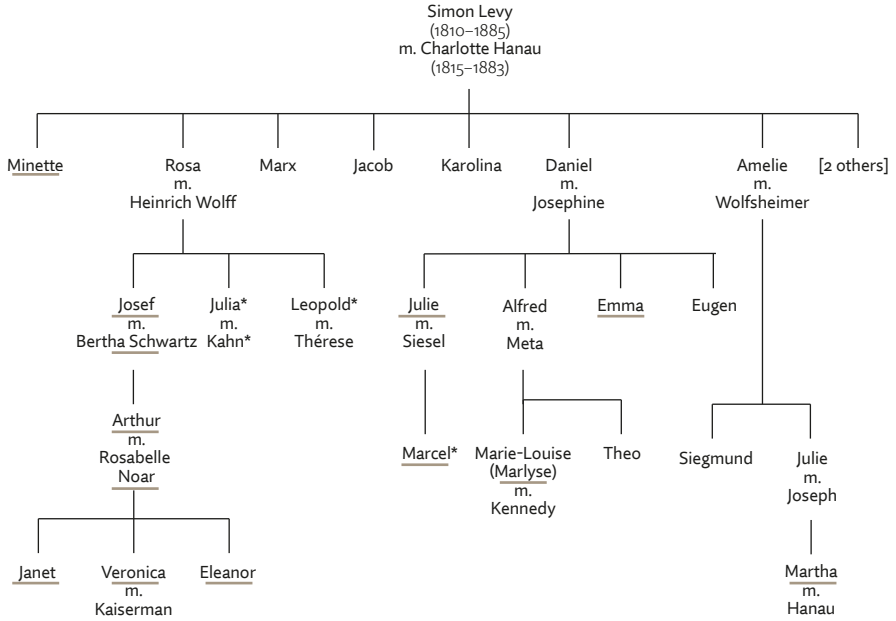 Simon Levy
(1810–1885)
m. Charlotte Hanau
(1815–1883)
Minette
Rosa
m.
Heinrich Wolff
Marx
Jacob
Karolina
Daniel
m.
Josephine
Amelie
m.
Wolfsheimer
[2 others]
Josef
m.
Bertha Schwartz
Julia*
m.
Kahn*
Leopold*
m.
Thérese
Julie
m.
Siesel
Alfred
m.
Meta
Emma
Eugen
Arthur
m.
Rosabelle
Noar
Marcel*
Marie-Louise
(Marlyse)
m.
Kennedy
Theo
Siegmund
Julie
m.
Joseph
Janet
Veronica
m.
Kaiserman
Eleanor
Martha
m.
Hanau